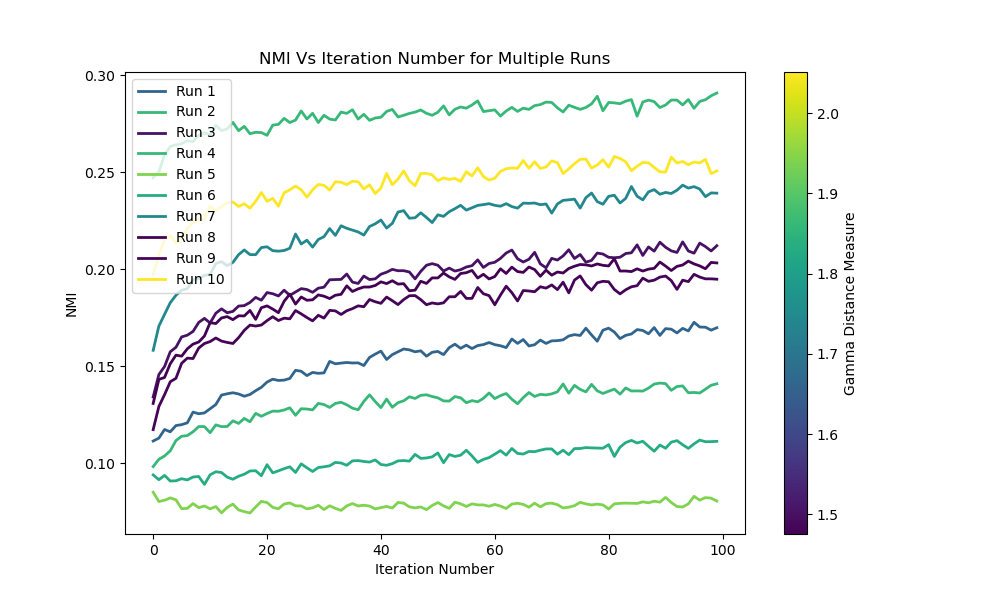 NMI Vs Iteration Number for Multiple Runs
NMI
0.30
0.25
0.20
0.15
0.10
Run 1
Run 2
Run 3
Run 4
Run 5
Run 6
Run 7
Run 8
Run 9
Run 10
0 20 40 60 80 100
Iteration Number
2.0
1.9
1.8
1.7
1.6
1.5
Gamma Distance Measure